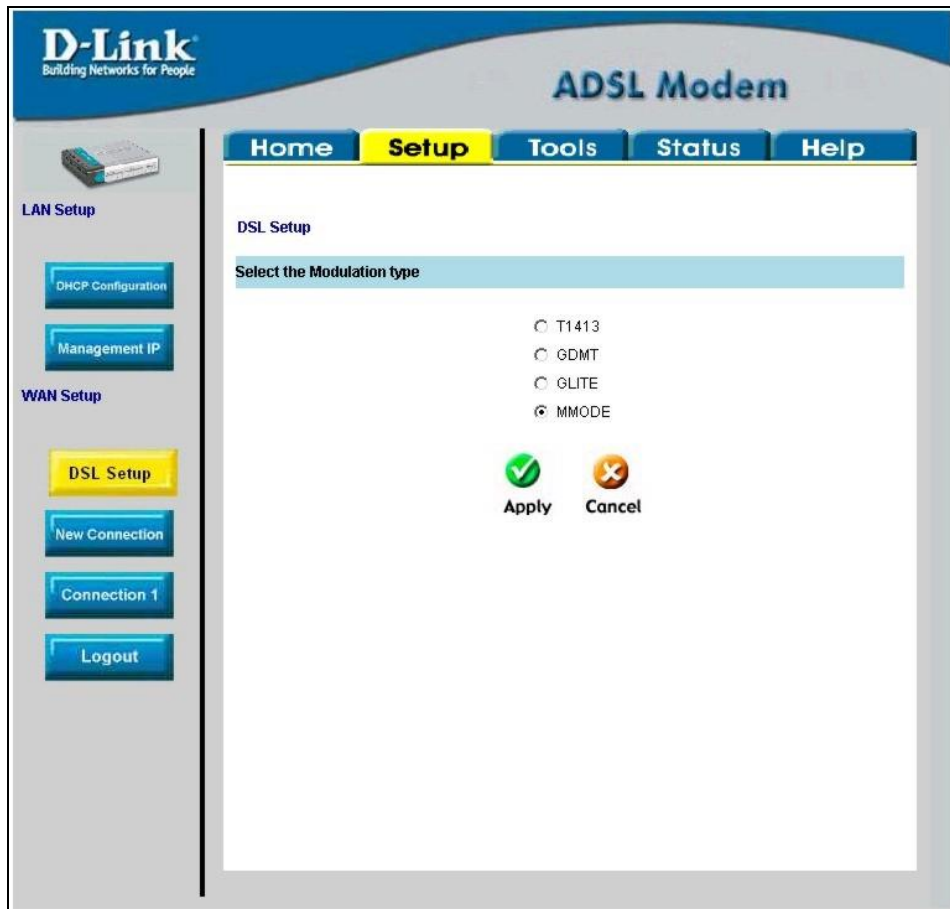 D-Link
Building Networks for People
ADSL Modem
Home Setup Tools Status Help
LAN Setup
DHCP Configuration
Management IP
WAN Setup
DSL Setup
New Connection
Connection 1
Logout
DSL Setup
Select the Modulation type
T1413
GDMT
GLITE
MMODE
Apply Cancel